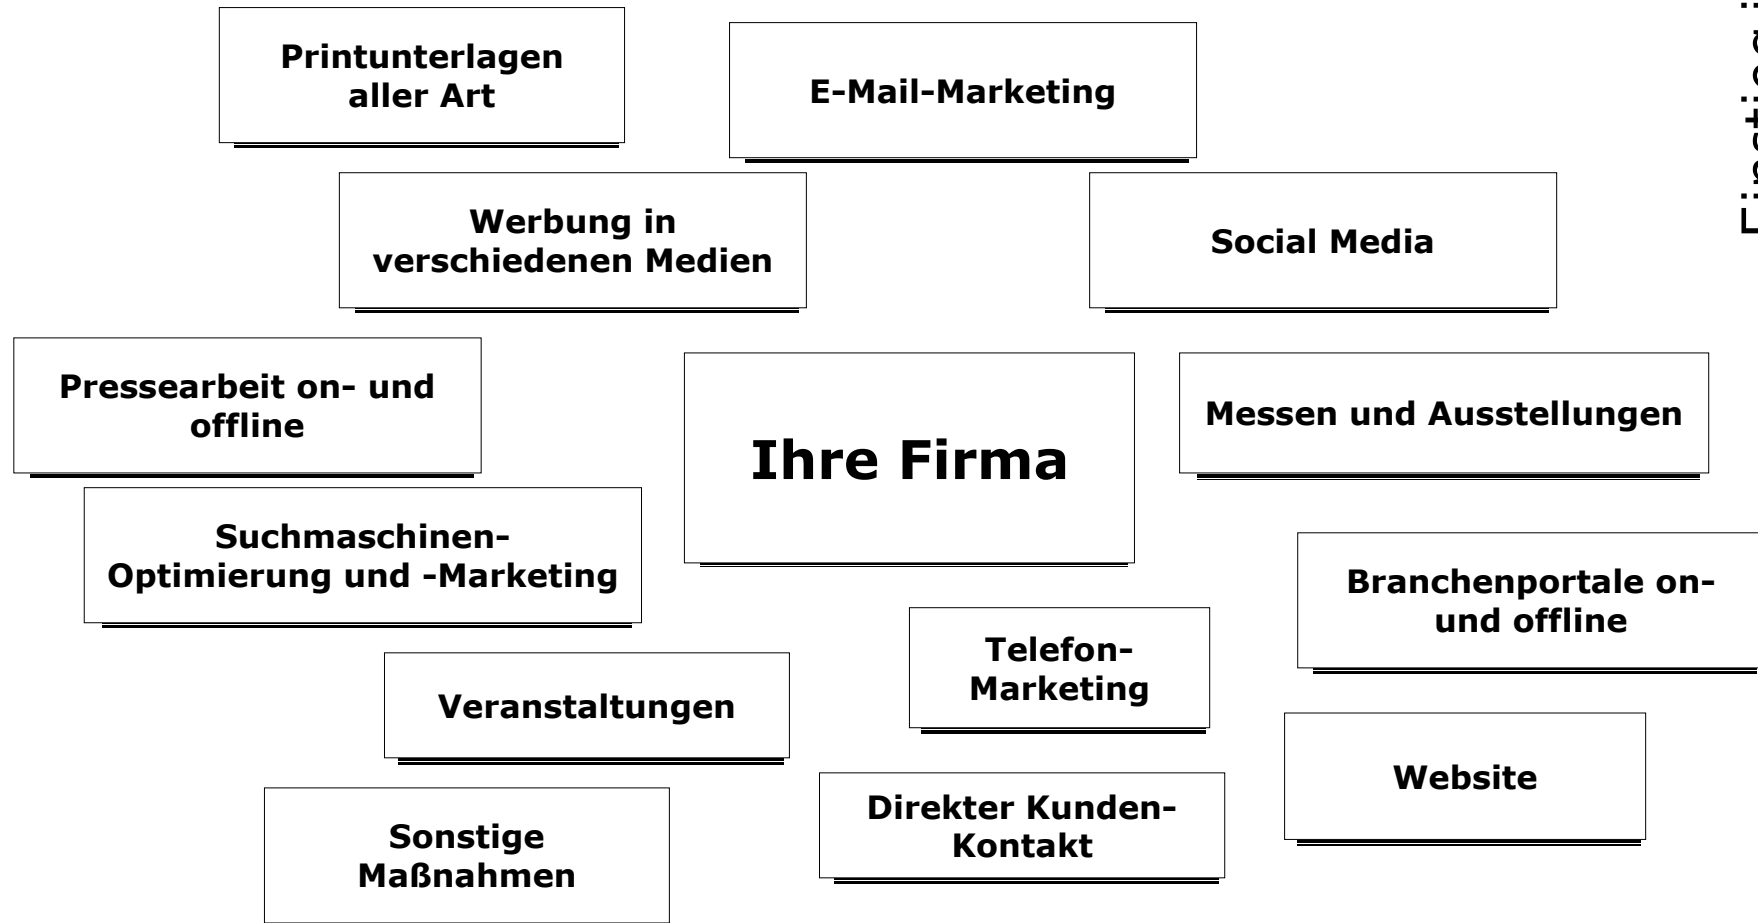 Printunterlagen
aller Art
E-Mail-Marketing
Werbung in
verschiedenen Medien
Social Media
Pressearbeit on- und
offline
Ihre Firma
Messen und Ausstellungen
Suchmaschinen-
Optimierung und -Marketing
Branchenportale on-
und offline
Telefon-
Marketing
Veranstaltungen
Website
Direkter Kunden-
Kontakt
Sonstige
Maßnahmen